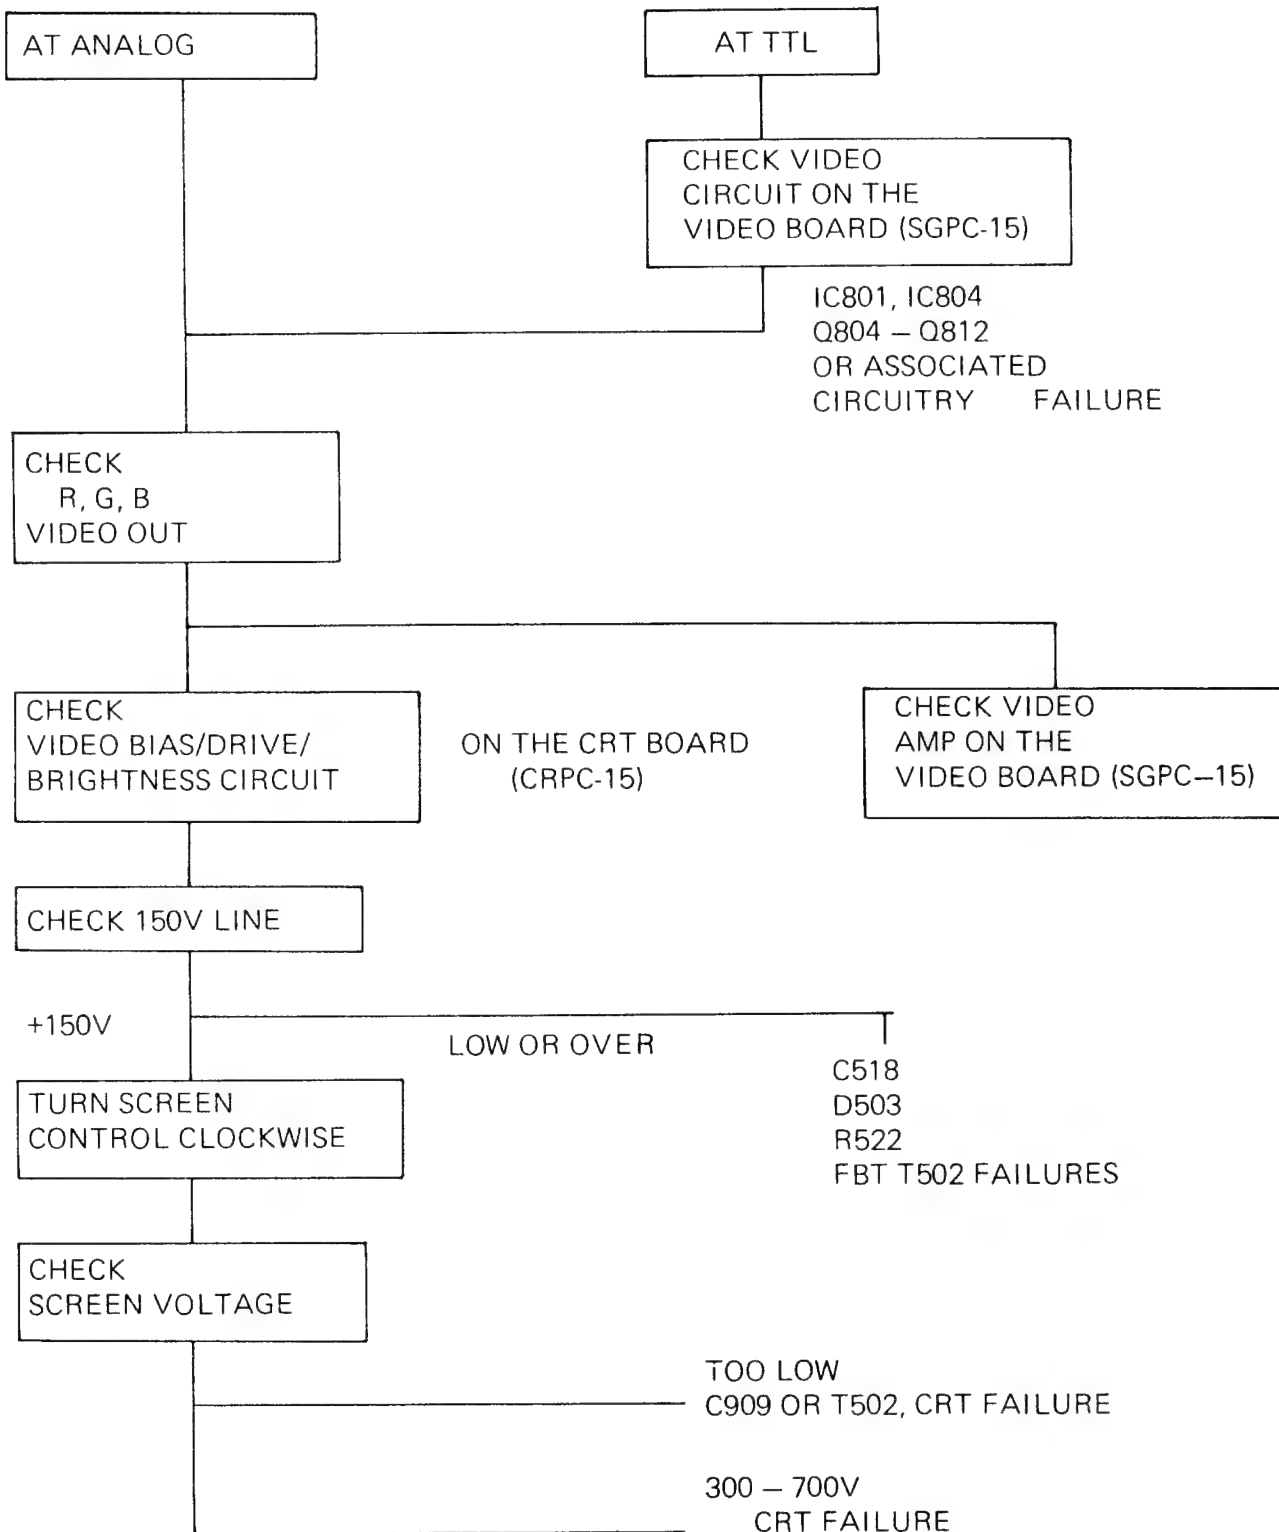 AT ANALOG
AT TTL
CHECK VIDEO
CIRCUIT ON THE
VIDEO BOARD (SGPC-15)
IC801, IC804
Q804 – Q812
OR ASSOCIATED
CIRCUITRY FAILURE
CHECK
R, G, B
VIDEO OUT
CHECK
VIDEO BIAS/DRIVE/
BRIGHTNESS CIRCUIT
ON THE CRT BOARD
(CRPC-15)
CHECK VIDEO
AMP ON THE
VIDEO BOARD (SGPC–15)
CHECK 150V LINE
+150V
LOW OR OVER
C518
D503
R522
FBT T502 FAILURES
TURN SCREEN
CONTROL CLOCKWISE
CHECK
SCREEN VOLTAGE
TOO LOW
C909 OR T502, CRT FAILURE
300 – 700V
CRT FAILURE